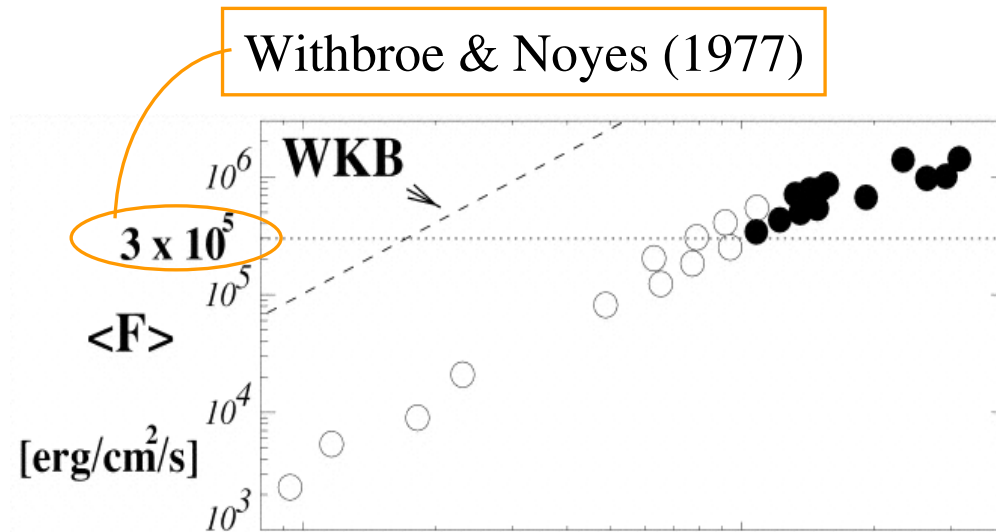 Withbroe & Noyes (1977)
WKB
10^6
3 x 10^5
10^5
<F>
10^4
[erg/cm^2/s]
10^3